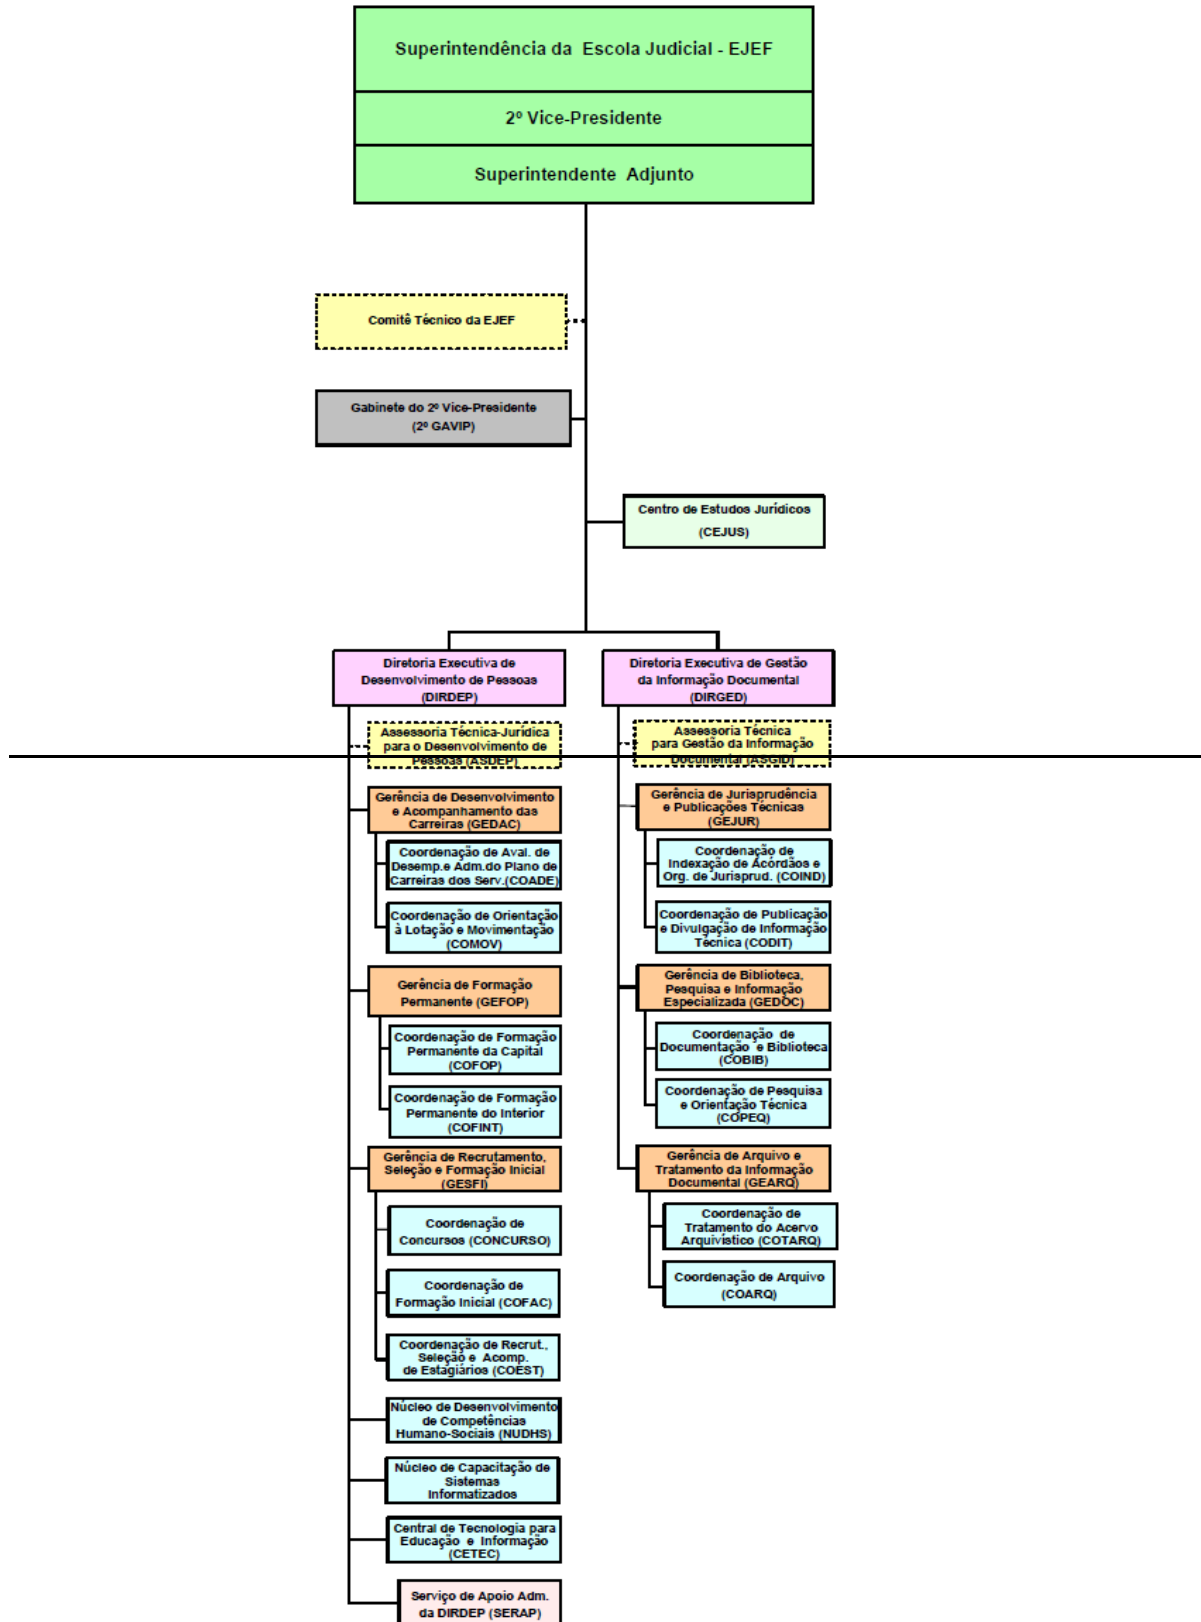 Superintendência da Escola Judicial - EJEF
2º Vice-Presidente
Superintendente Adjunto
Comitê Técnico da EJEF
Gabinete do 2º Vice-Presidente
(2º GAVIP)
Centro de Estudos Jurídicos
(CEJUS)
Diretoria Executiva de
Desenvolvimento de Pessoas
(DIRDEP)
Assessoria Técnica-Jurídica
para o Desenvolvimento de
Pessoas (ASDEP)
Gerência de Desenvolvimento
e Acompanhamento das
Carreiras (GEDAC)
Coordenação de Aval. de
Desemp.e Adm.do Plano de
Carreiras dos Serv.(COADE)
Coordenação de Orientação
à Lotação e Movimentação
(COMOV)
Gerência de Formação
Permanente (GEFOP)
Coordenação de Formação
Permanente da Capital
(COFOP)
Coordenação de Formação
Permanente do Interior
(COFINT)
Gerência de Recrutamento,
Seleção e Formação Inicial
(GESFI)
Coordenação de
Concursos (CONCURSO)
Coordenação de
Formação Inicial (COFAC)
Coordenação de Recrut.,
Seleção e Acomp.
de Estagiários (COEST)
Núcleo de Desenvolvimento
de Competências
Humano-Sociais (NUDHS)
Núcleo de Capacitação de
Sistemas
Informatizados
Central de Tecnologia para
Educação e Informação
(CETEC)
Serviço de Apoio Adm.
da DIRDEP (SERAP)
Diretoria Executiva de Gestão
da Informação Documental
(DIRGED)
Assessoria Técnica
para Gestão da Informação
Documental (ASGID)
Gerência de Jurisprudência
e Publicações Técnicas
(GEJUR)
Coordenação de
Indexação de Acórdãos e
Org. de Jurisprud. (COIND)
Coordenação de Publicação
e Divulgação de Informação
Técnica (CODIT)
Gerência de Biblioteca,
Pesquisa e Informação
Especializada (GEDOC)
Coordenação de
Documentação e Biblioteca
(COBIB)
Coordenação de Pesquisa
e Orientação Técnica
(COPEQ)
Gerência de Arquivo e
Tratamento da Informação
Documental (GEARQ)
Coordenação de
Tratamento do Acervo
Arquivístico (COTARQ)
Coordenação de Arquivo
(COARQ)